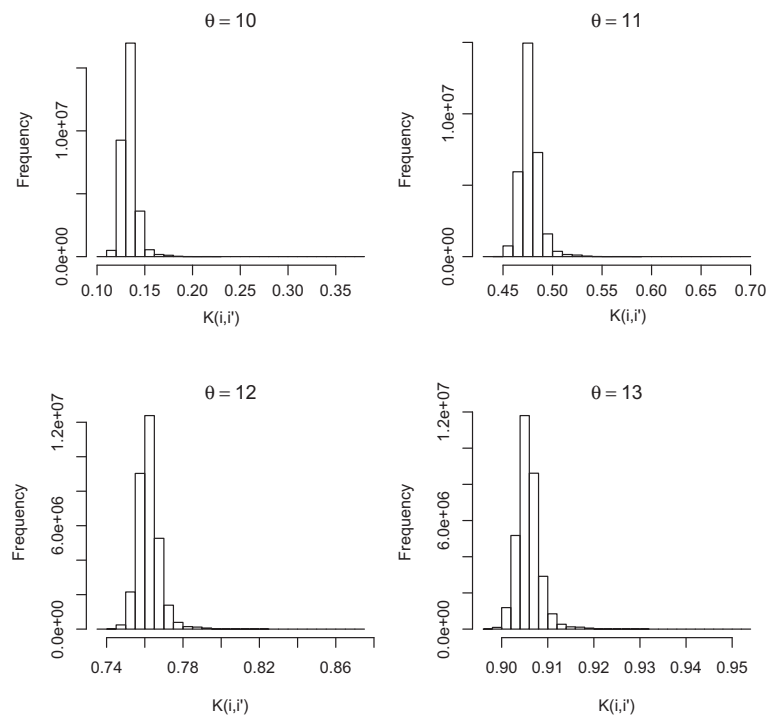 θ = 10
Frequency
0.0e+00 1.0e+07
0.10 0.15 0.20 0.25 0.30 0.35
K(i,i')
θ = 11
Frequency
0.0e+00 1.0e+07
0.45 0.50 0.55 0.60 0.65 0.70
K(i,i')
θ = 12
Frequency
0.0e+00 6.0e+06 1.2e+07
0.74 0.78 0.82 0.86
K(i,i')
θ = 13
Frequency
0.0e+00 6.0e+06 1.2e+07
0.90 0.91 0.92 0.93 0.94 0.95
K(i,i')